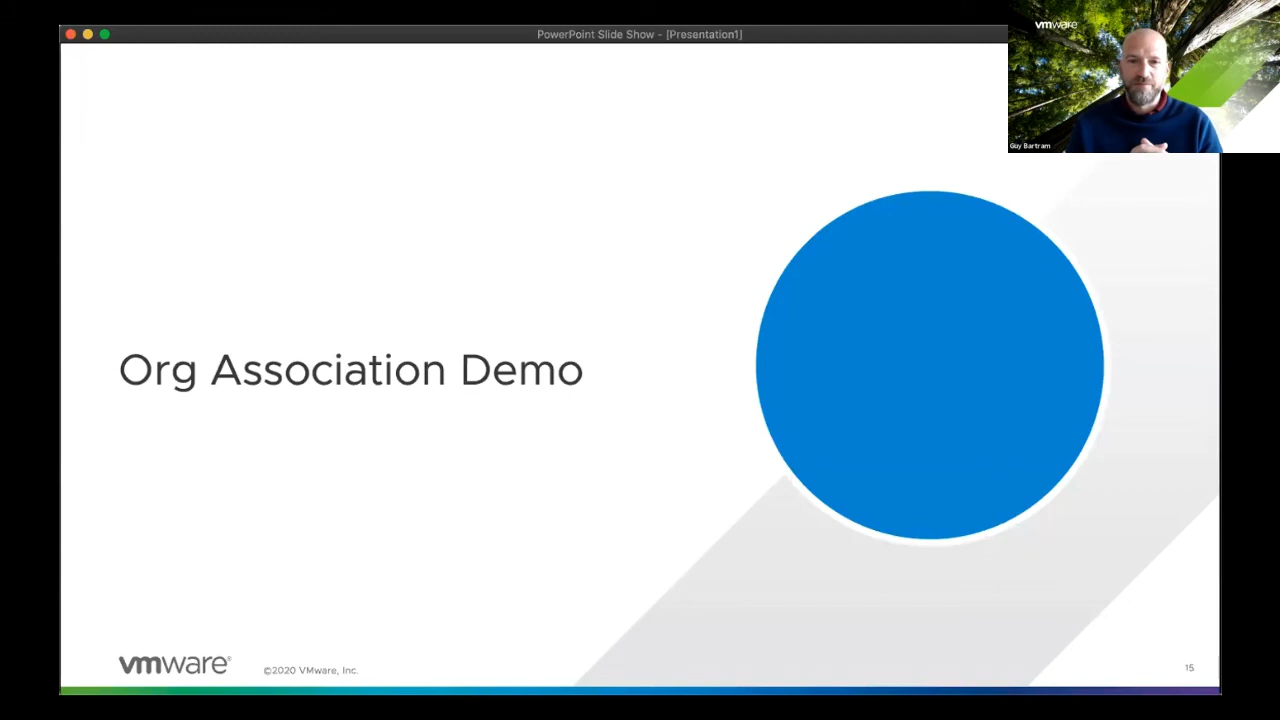 PowerPoint Slide Show - [Presentation1]
vmware
Guy Bartram
Org Association Demo
vmware®
©2020 VMware, Inc.
15